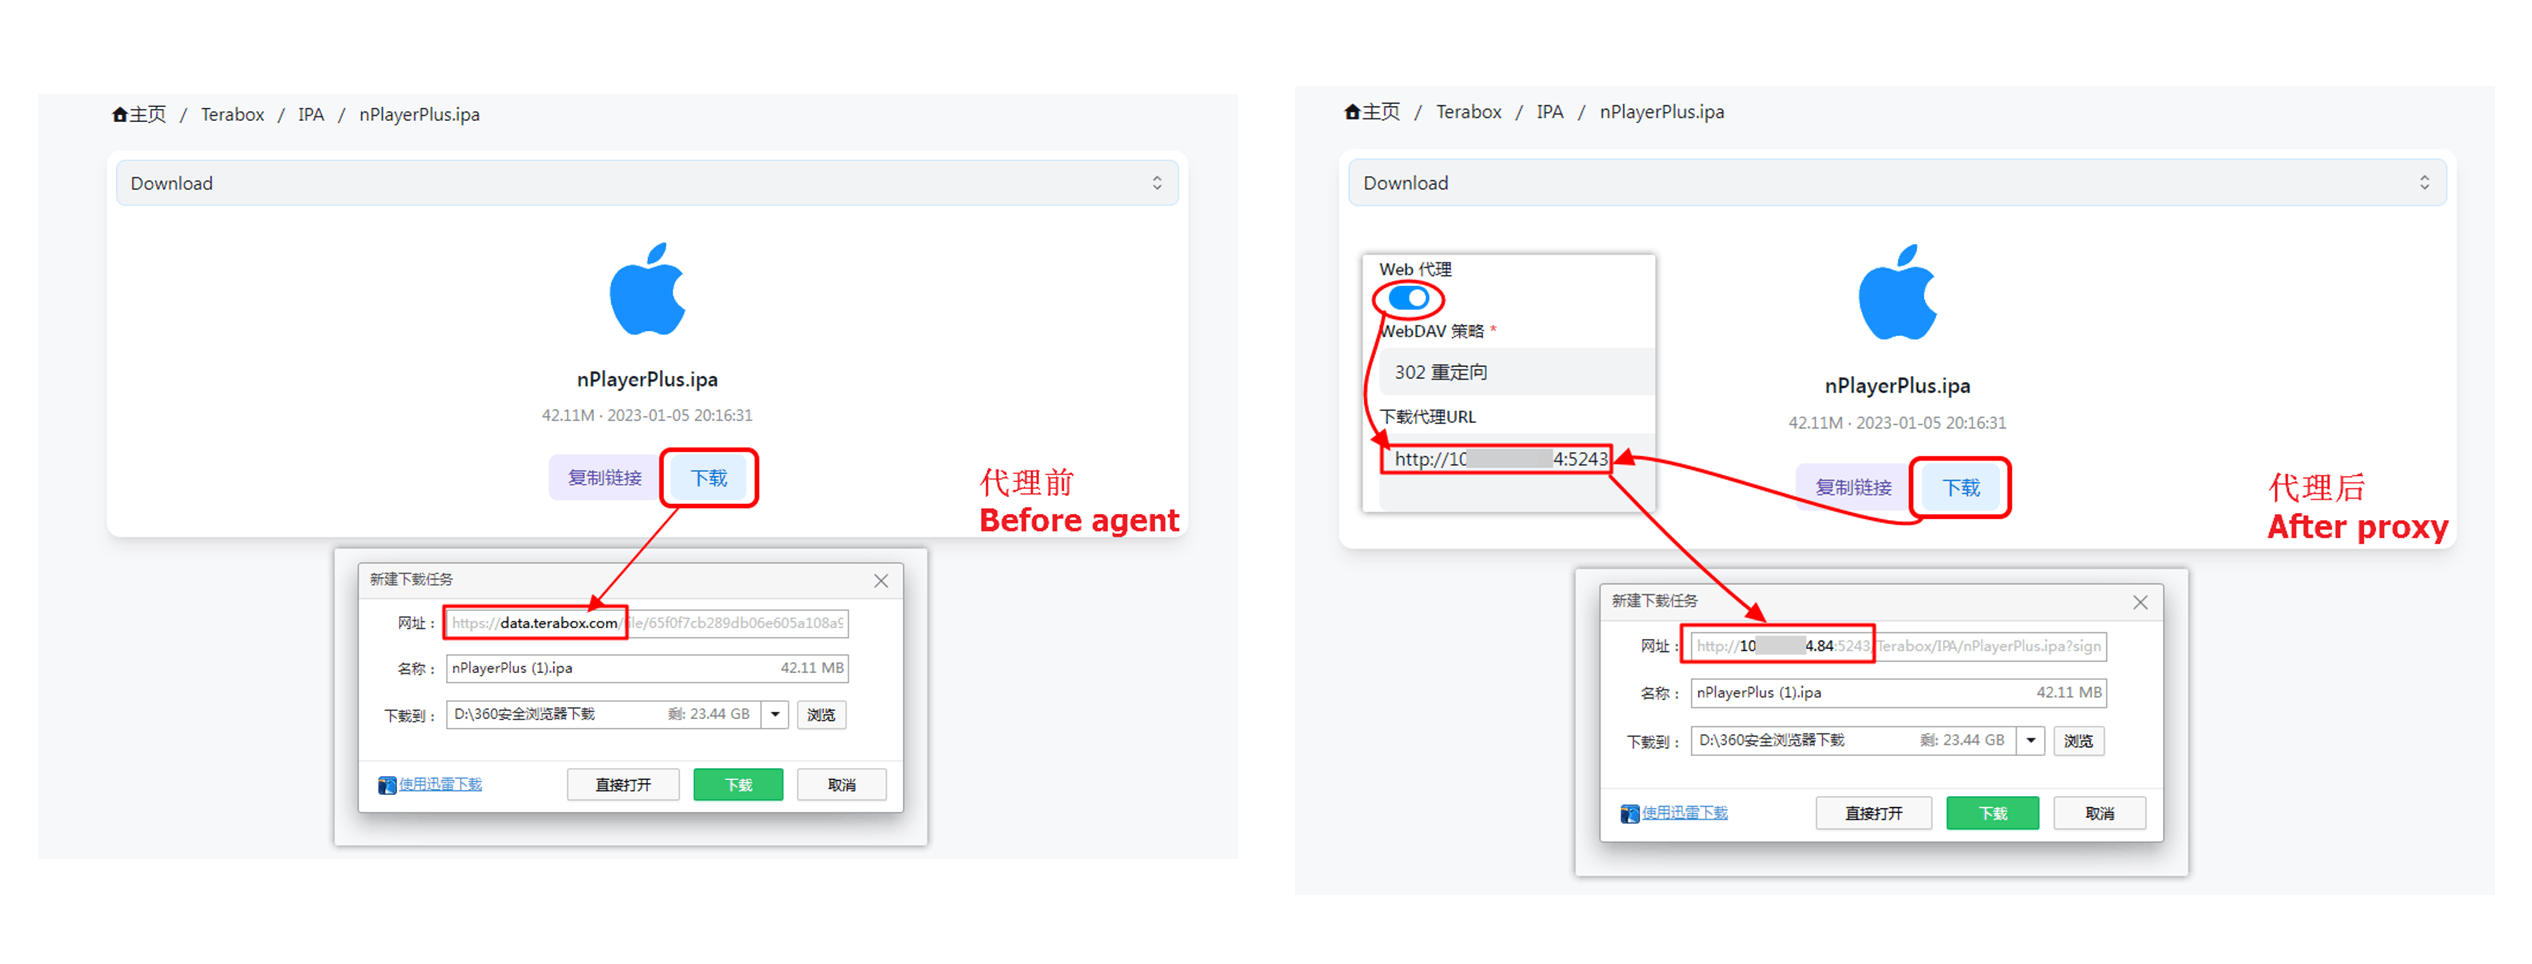 主页 / Terabox / IPA / nPlayerPlus.ipa
Download
nPlayerPlus.ipa
42.11M · 2023-01-05 20:16:31
复制链接 下载
代理前
Before agent
新建下载任务
网址： https://data.terabox.com/file/65f0f7cb289db06e605a108a9
名称： nPlayerPlus (1).ipa 42.11 MB
下载到： D:\360安全浏览器下载 剩: 23.44 GB 浏览
使用迅雷下载 直接打开 下载 取消
主页 / Terabox / IPA / nPlayerPlus.ipa
Download
Web 代理
WebDAV 策略 *
302 重定向
下载代理URL
http://10 4:5243
nPlayerPlus.ipa
42.11M · 2023-01-05 20:16:31
复制链接 下载
代理后
After proxy
新建下载任务
网址： http://10 4.84:5243/Terabox/IPA/nPlayerPlus.ipa?sign
名称： nPlayerPlus (1).ipa 42.11 MB
下载到： D:\360安全浏览器下载 剩: 23.44 GB 浏览
使用迅雷下载 直接打开 下载 取消